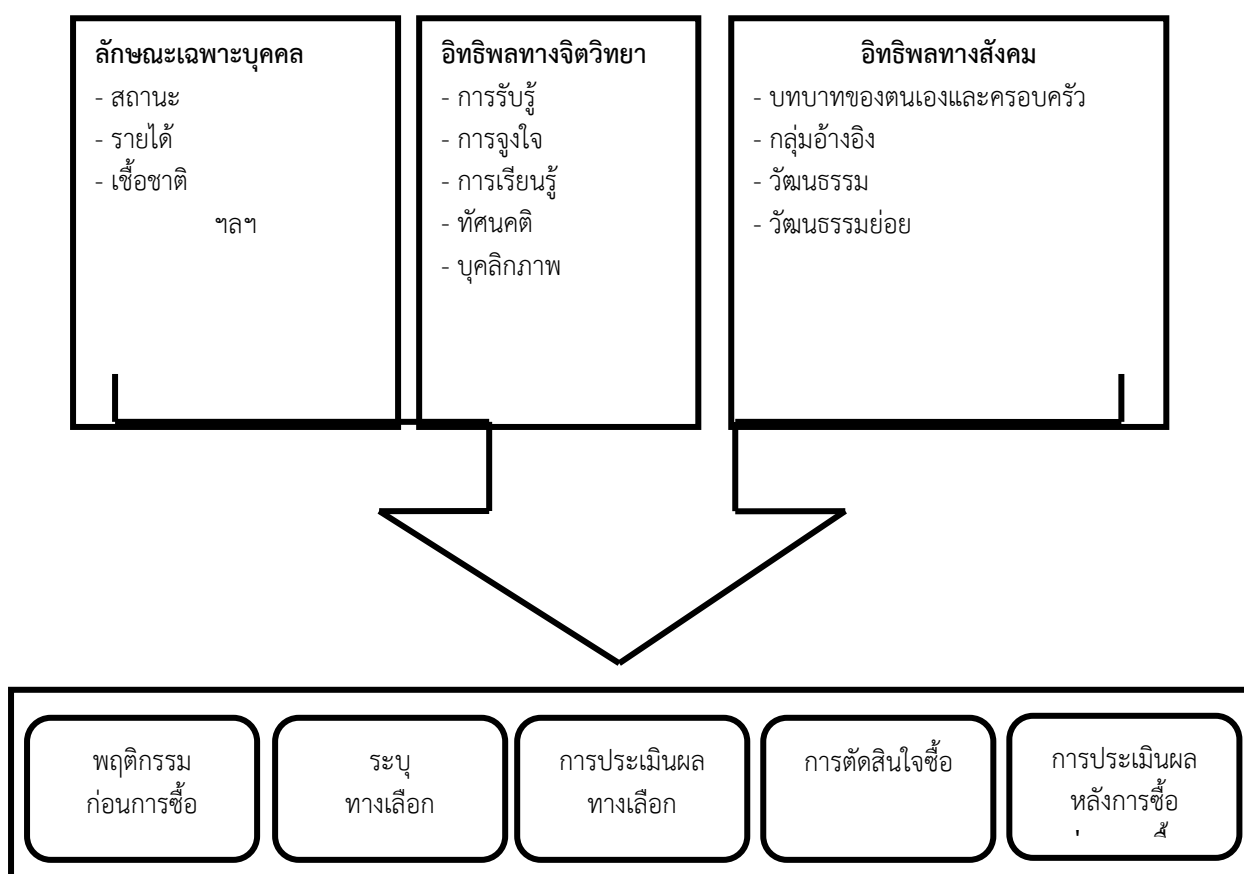 ลักษณะเฉพาะบุคคล
- สถานะ
- รายได้
- เชื้อชาติ
ฯลฯ
อิทธิพลทางจิตวิทยา
- การรับรู้
- การจูงใจ
- การเรียนรู้
- ทัศนคติ
- บุคลิกภาพ
อิทธิพลทางสังคม
- บทบาทของตนเองและครอบครัว
- กลุ่มอ้างอิง
- วัฒนธรรม
- วัฒนธรรมย่อย
พฤติกรรม
ก่อนการซื้อ
ระบุ
ทางเลือก
การประเมินผล
ทางเลือก
การตัดสินใจซื้อ
การประเมินผล
หลังการซื้อ